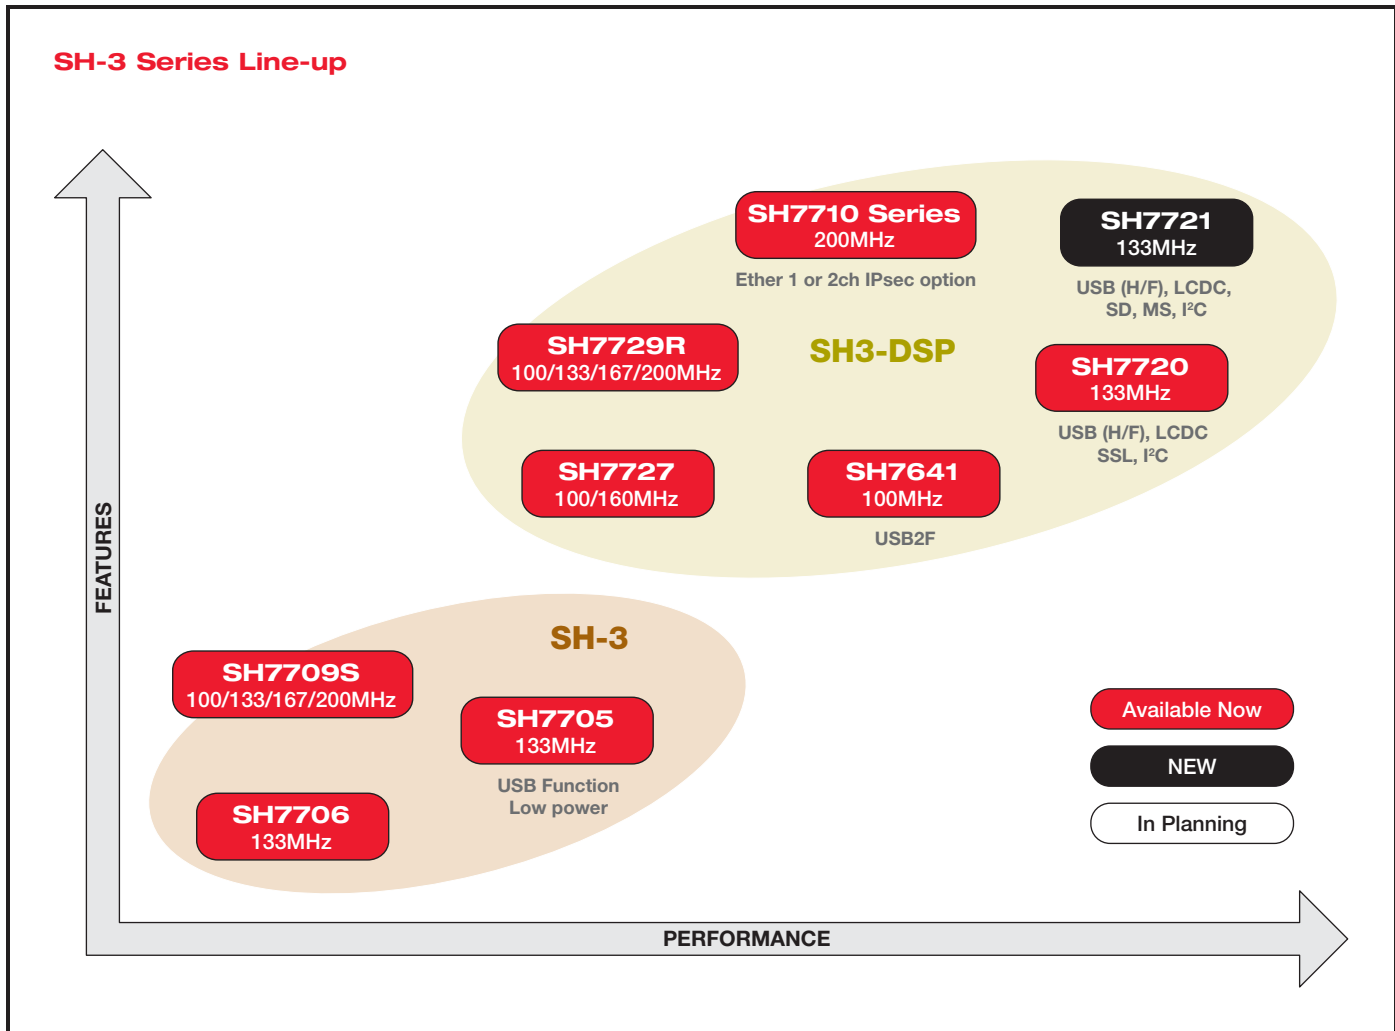 SH-3 Series Line-up
SH7710 Series
200MHz
Ether 1 or 2ch IPsec option
SH7721
133MHz
USB (H/F), LCDC,
SD, MS, I²C
SH7729R
100/133/167/200MHz
SH3-DSP
SH7720
133MHz
USB (H/F), LCDC
SSL, I²C
SH7727
100/160MHz
SH7641
100MHz
USB2F
FEATURES
SH-3
SH7709S
100/133/167/200MHz
SH7705
133MHz
USB Function
Low power
SH7706
133MHz
Available Now
NEW
In Planning
PERFORMANCE